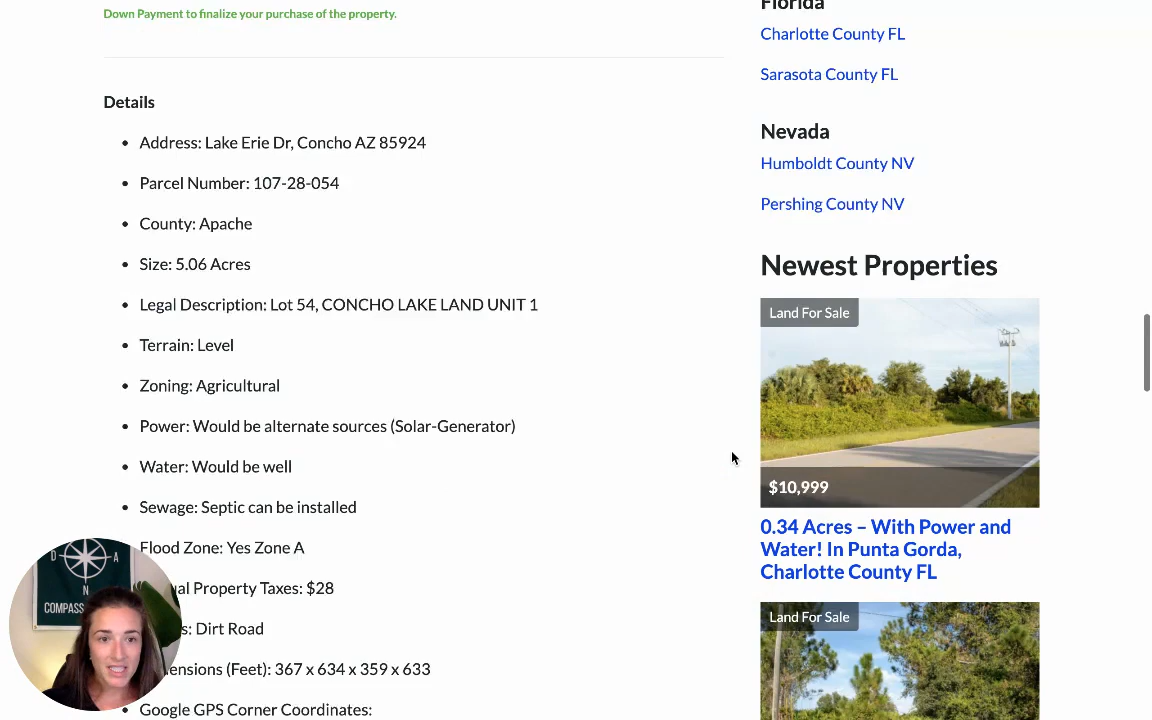 Down Payment to finalize your purchase of the property.
Details
Address: Lake Erie Dr, Concho AZ 85924
Parcel Number: 107-28-054
County: Apache
Size: 5.06 Acres
Legal Description: Lot 54, CONCHO LAKE LAND UNIT 1
Terrain: Level
Zoning: Agricultural
Power: Would be alternate sources (Solar-Generator)
Water: Would be well
Sewage: Septic can be installed
Flood Zone: Yes Zone A
Property Taxes: $28
Dirt Road
(Feet): 367 x 634 x 359 x 633
Google GPS Corner Coordinates:
D A
N
COMPASS
Florida
Charlotte County FL
Sarasota County FL
Nevada
Humboldt County NV
Pershing County NV
Newest Properties
Land For Sale
$10,999
0.34 Acres – With Power and
Water! In Punta Gorda,
Charlotte County FL
Land For Sale